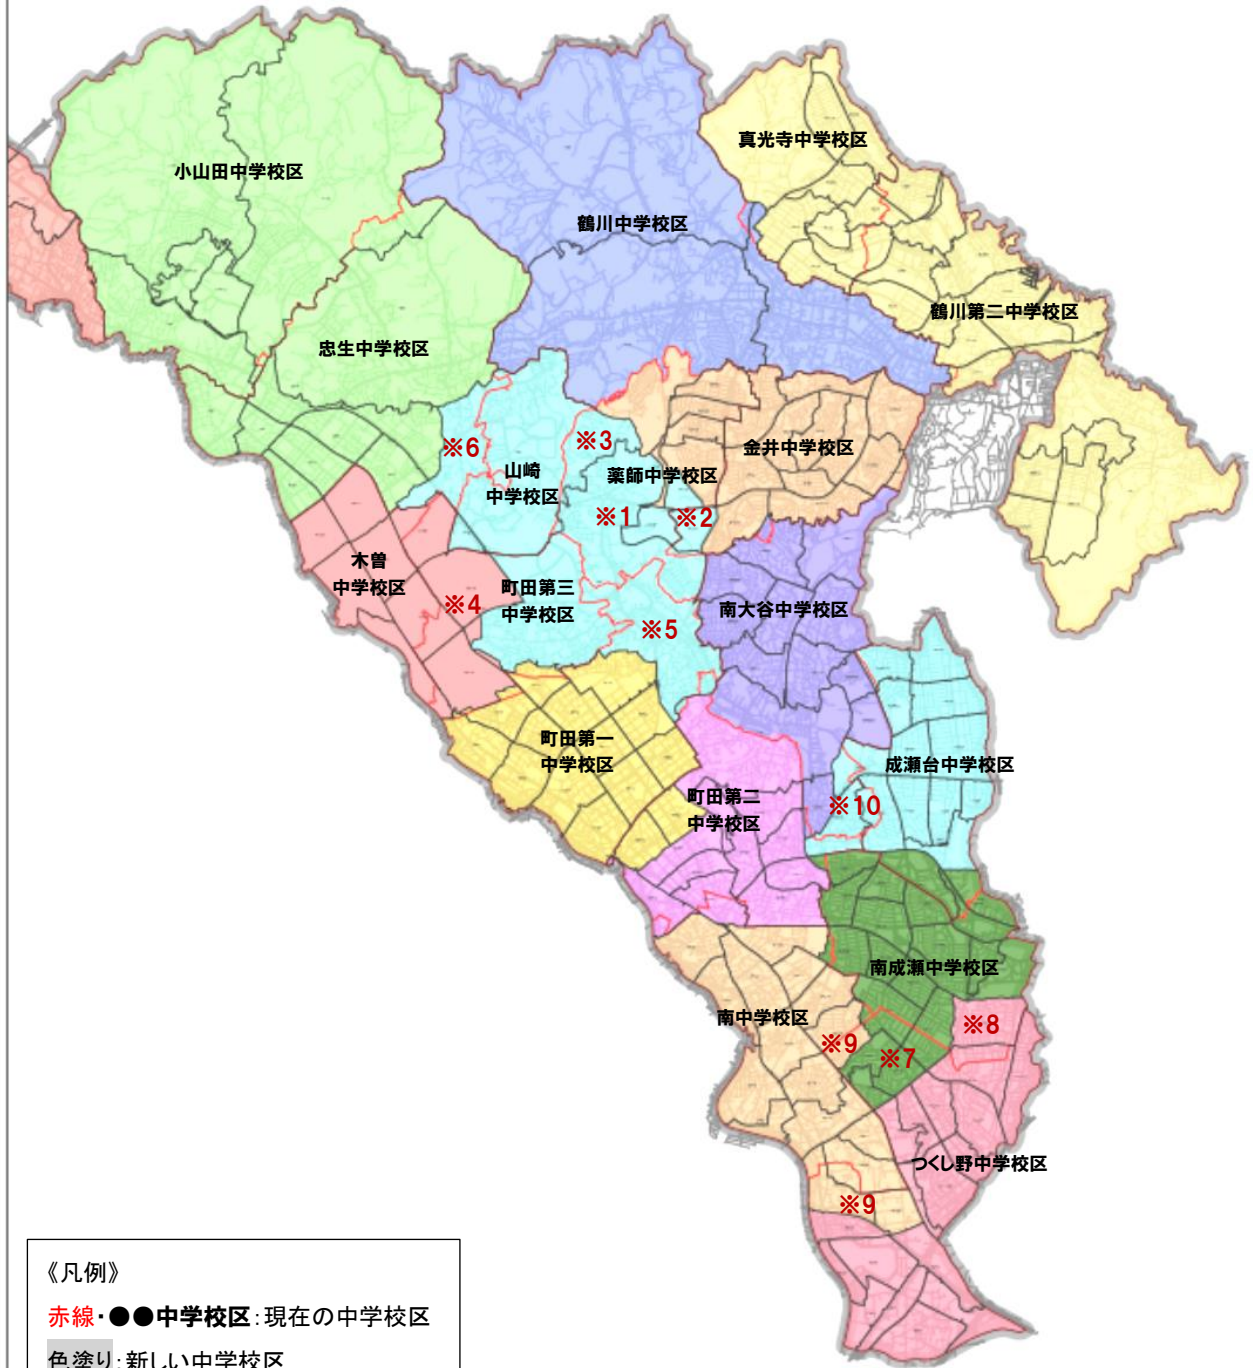 真光寺中学校区
小山田中学校区
鶴川中学校区
鶴川第二中学校区
忠生中学校区
※6
※3
金井中学校区
山崎
中学校区
薬師中学校区
※1
※2
木曽
中学校区
町田第三
中学校区
※4
南大谷中学校区
※5
町田第一
中学校区
成瀬台中学校区
町田第二
中学校区
※10
南成瀬中学校区
南中学校区
※8
※9
※7
つくし野中学校区
※9
《凡例》
赤線・●●中学校区：現在の中学校区
色塗り：新しい中学校区